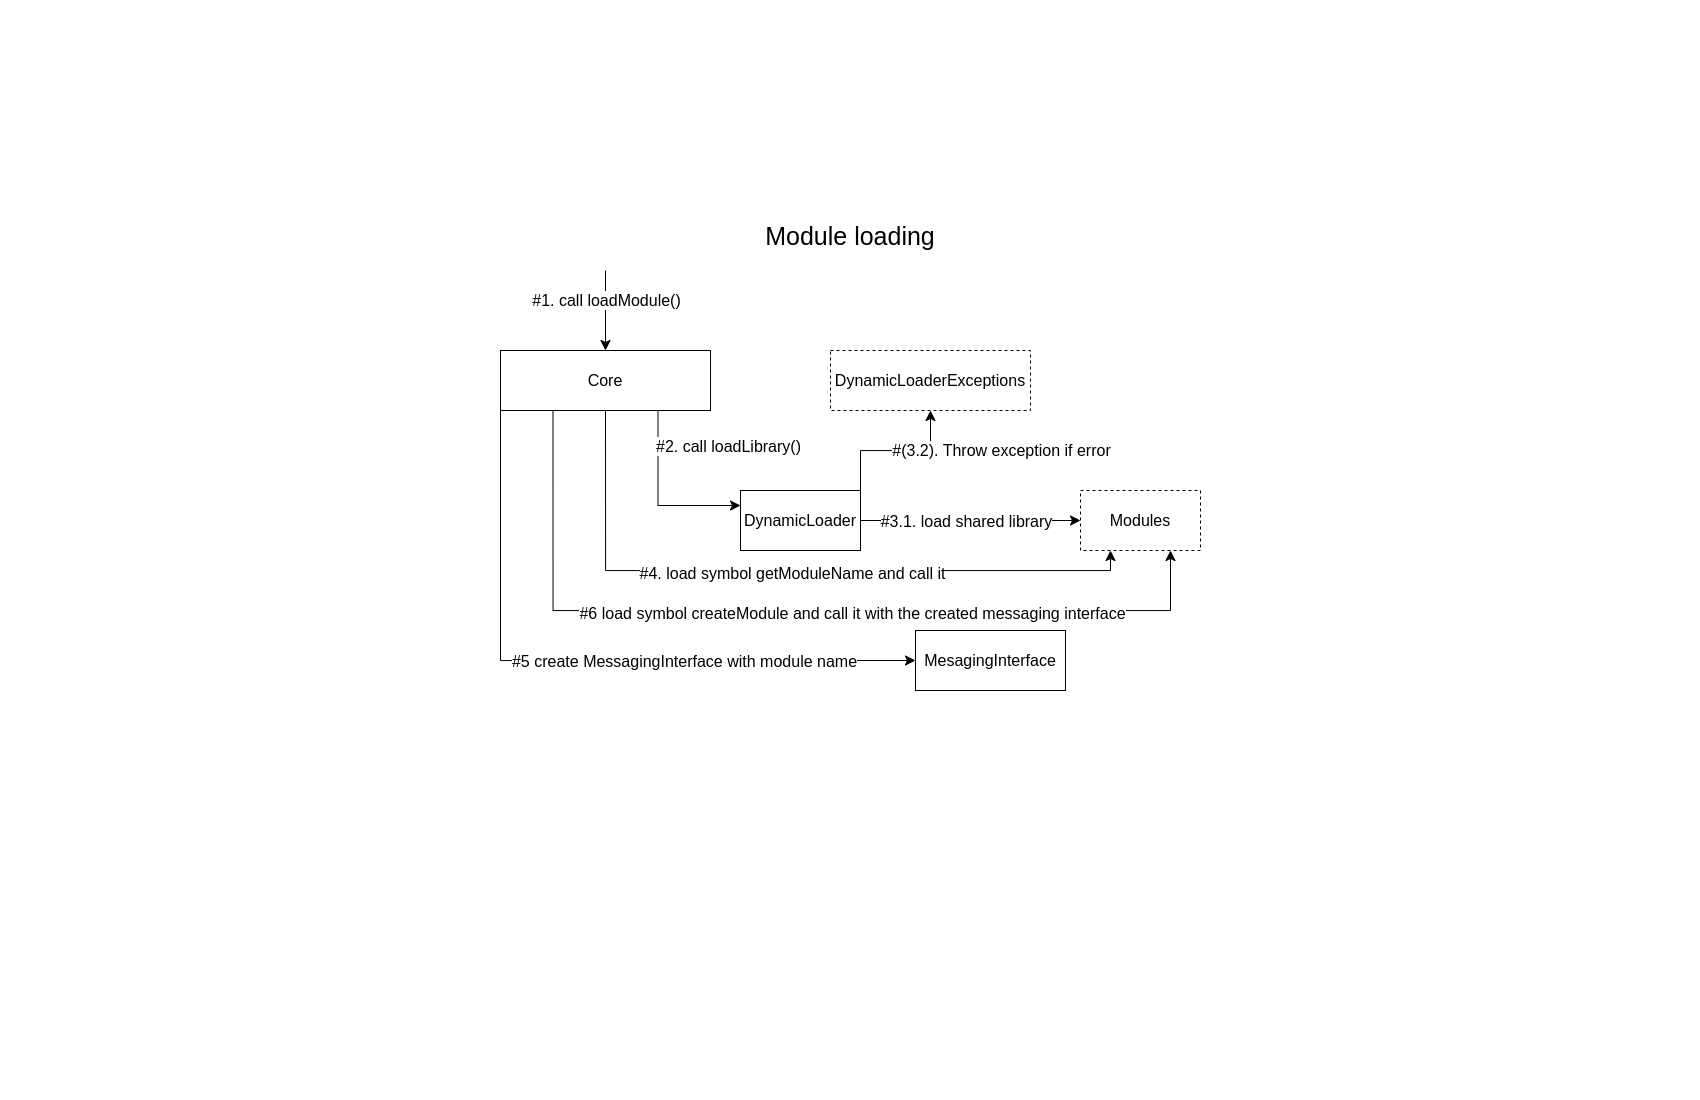 Module loading
#1. call loadModule()
Core
DynamicLoaderExceptions
#2. call loadLibrary()
#(3.2). Throw exception if error
DynamicLoader
#3.1. load shared library
Modules
#4. load symbol getModuleName and call it
#6 load symbol createModule and call it with the created messaging interface
#5 create MessagingInterface with module name
MesagingInterface